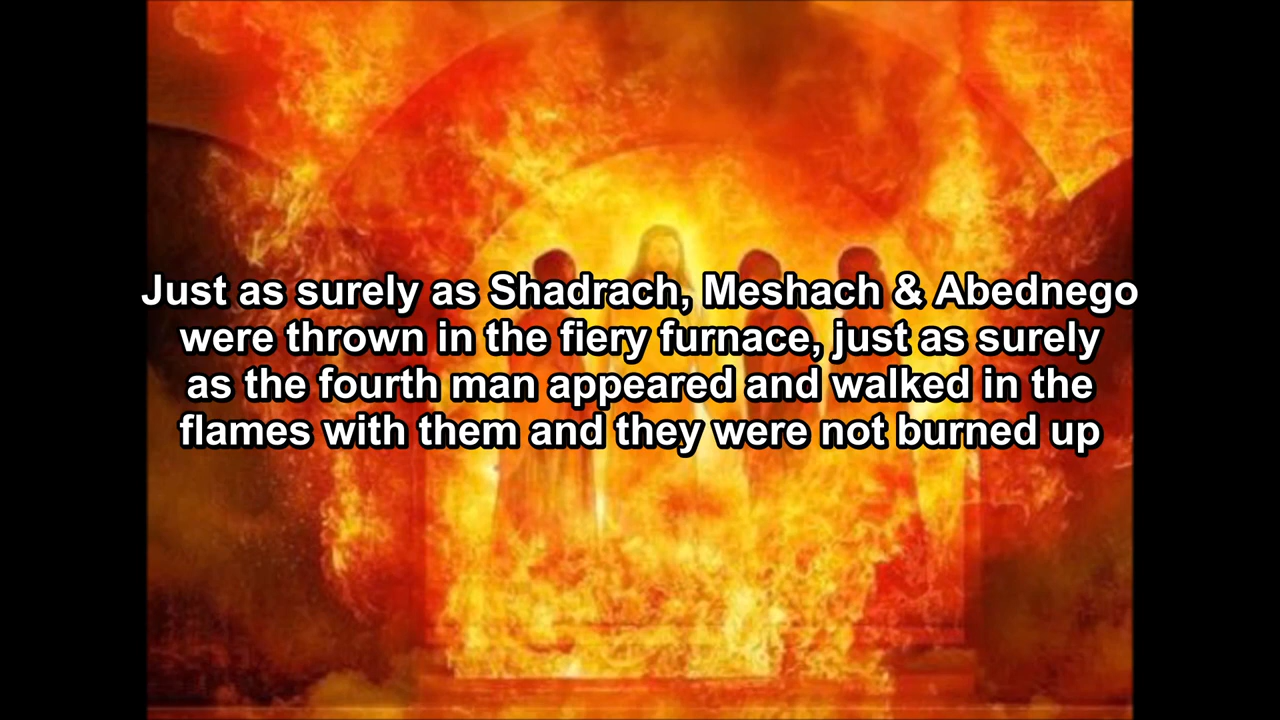 Just as surely as Shadrach, Meshach & Abednego
were thrown in the fiery furnace, just as surely
as the fourth man appeared and walked in the
flames with them and they were not burned up